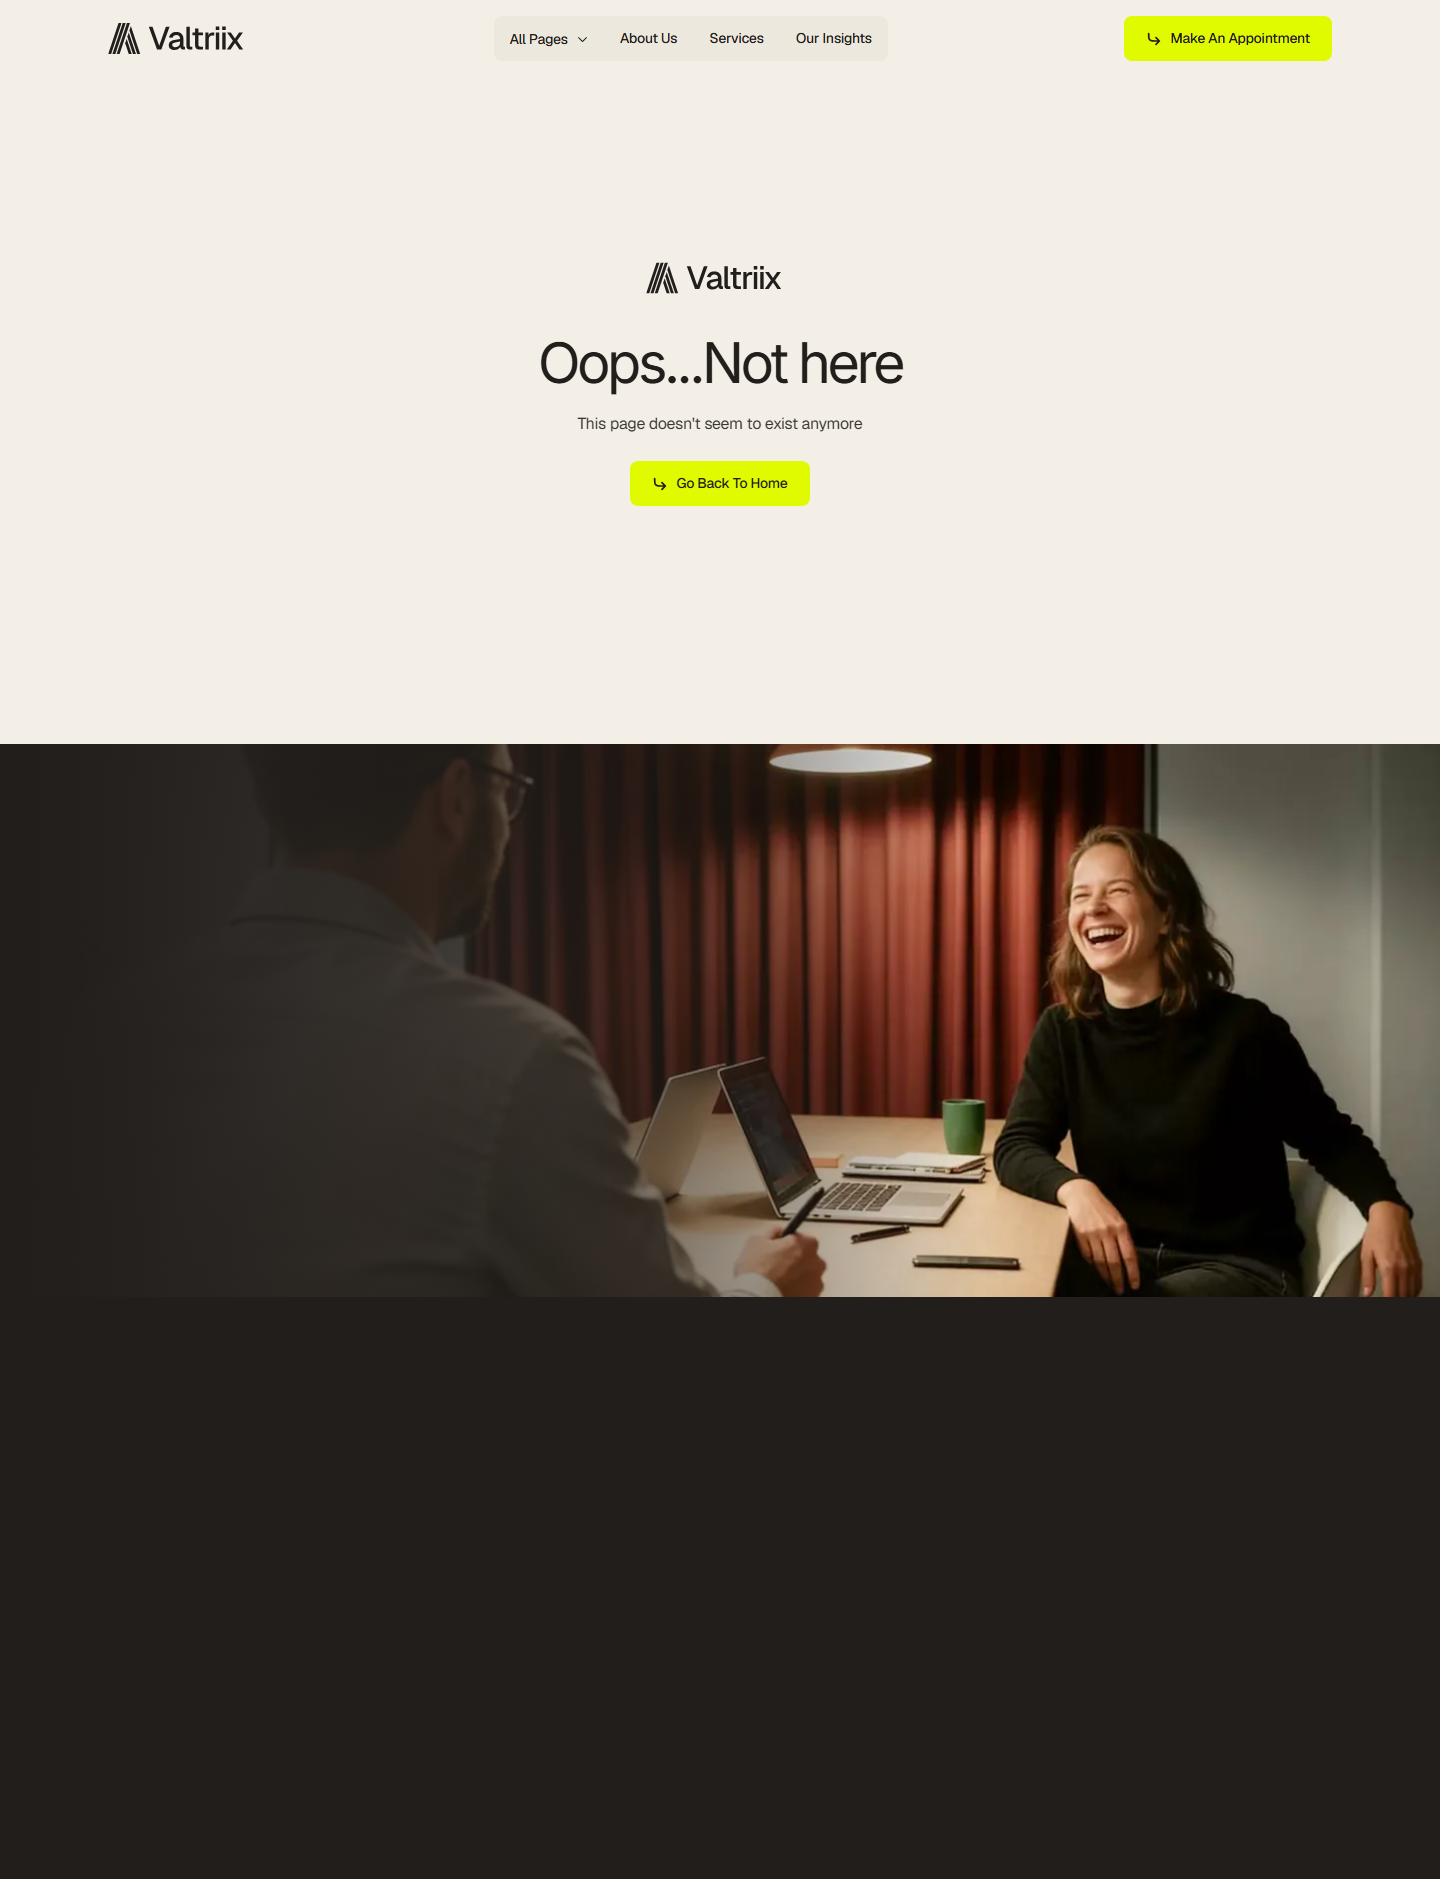 Valtriix
All Pages
About Us
Services
Our Insights
Make An Appointment
Valtriix
Oops...Not here
This page doesn't seem to exist anymore
Go Back To Home